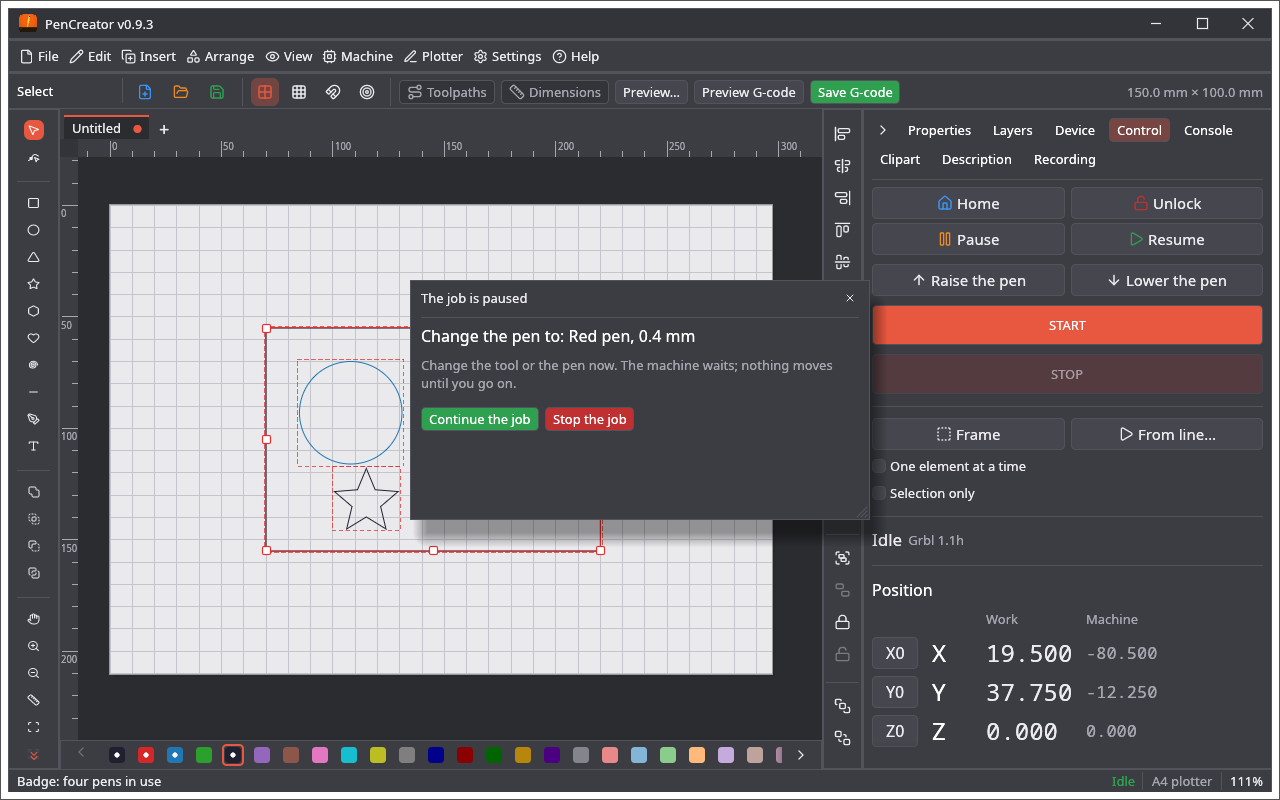 PenCreator v0.9.3
File Edit Insert Arrange View Machine Plotter Settings Help
Select Toolpaths Dimensions Preview... Preview G-code Save G-code 150.0 mm × 100.0 mm
Untitled
Properties Layers Device Control Console
Clipart Description Recording
0 50 100 150 200 250 300
0
50
100
150
200
Home Unlock
Pause Resume
Raise the pen Lower the pen
START
STOP
Frame From line...
One element at a time
Selection only
The job is paused
Change the pen to: Red pen, 0.4 mm
Change the tool or the pen now. The machine waits; nothing moves
until you go on.
Continue the job Stop the job
Idle Grbl 1.1h
Position
Work Machine
X0 X 19.500 -80.500
Y0 Y 37.750 -12.250
Z0 Z 0.000 0.000
Badge: four pens in use Idle A4 plotter 111%